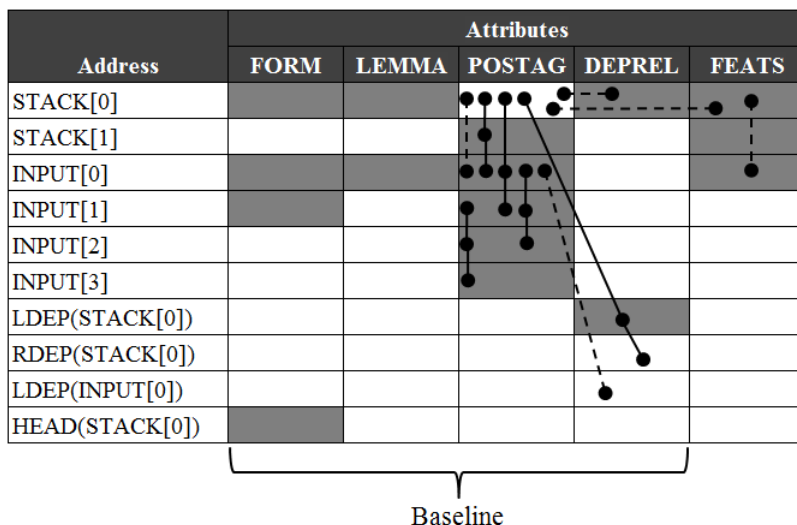 Attributes
Address FORM LEMMA POSTAG DEPREL FEATS
STACK[0]
STACK[1]
INPUT[0]
INPUT[1]
INPUT[2]
INPUT[3]
LDEP(STACK[0])
RDEP(STACK[0])
LDEP(INPUT[0])
HEAD(STACK[0])
Baseline